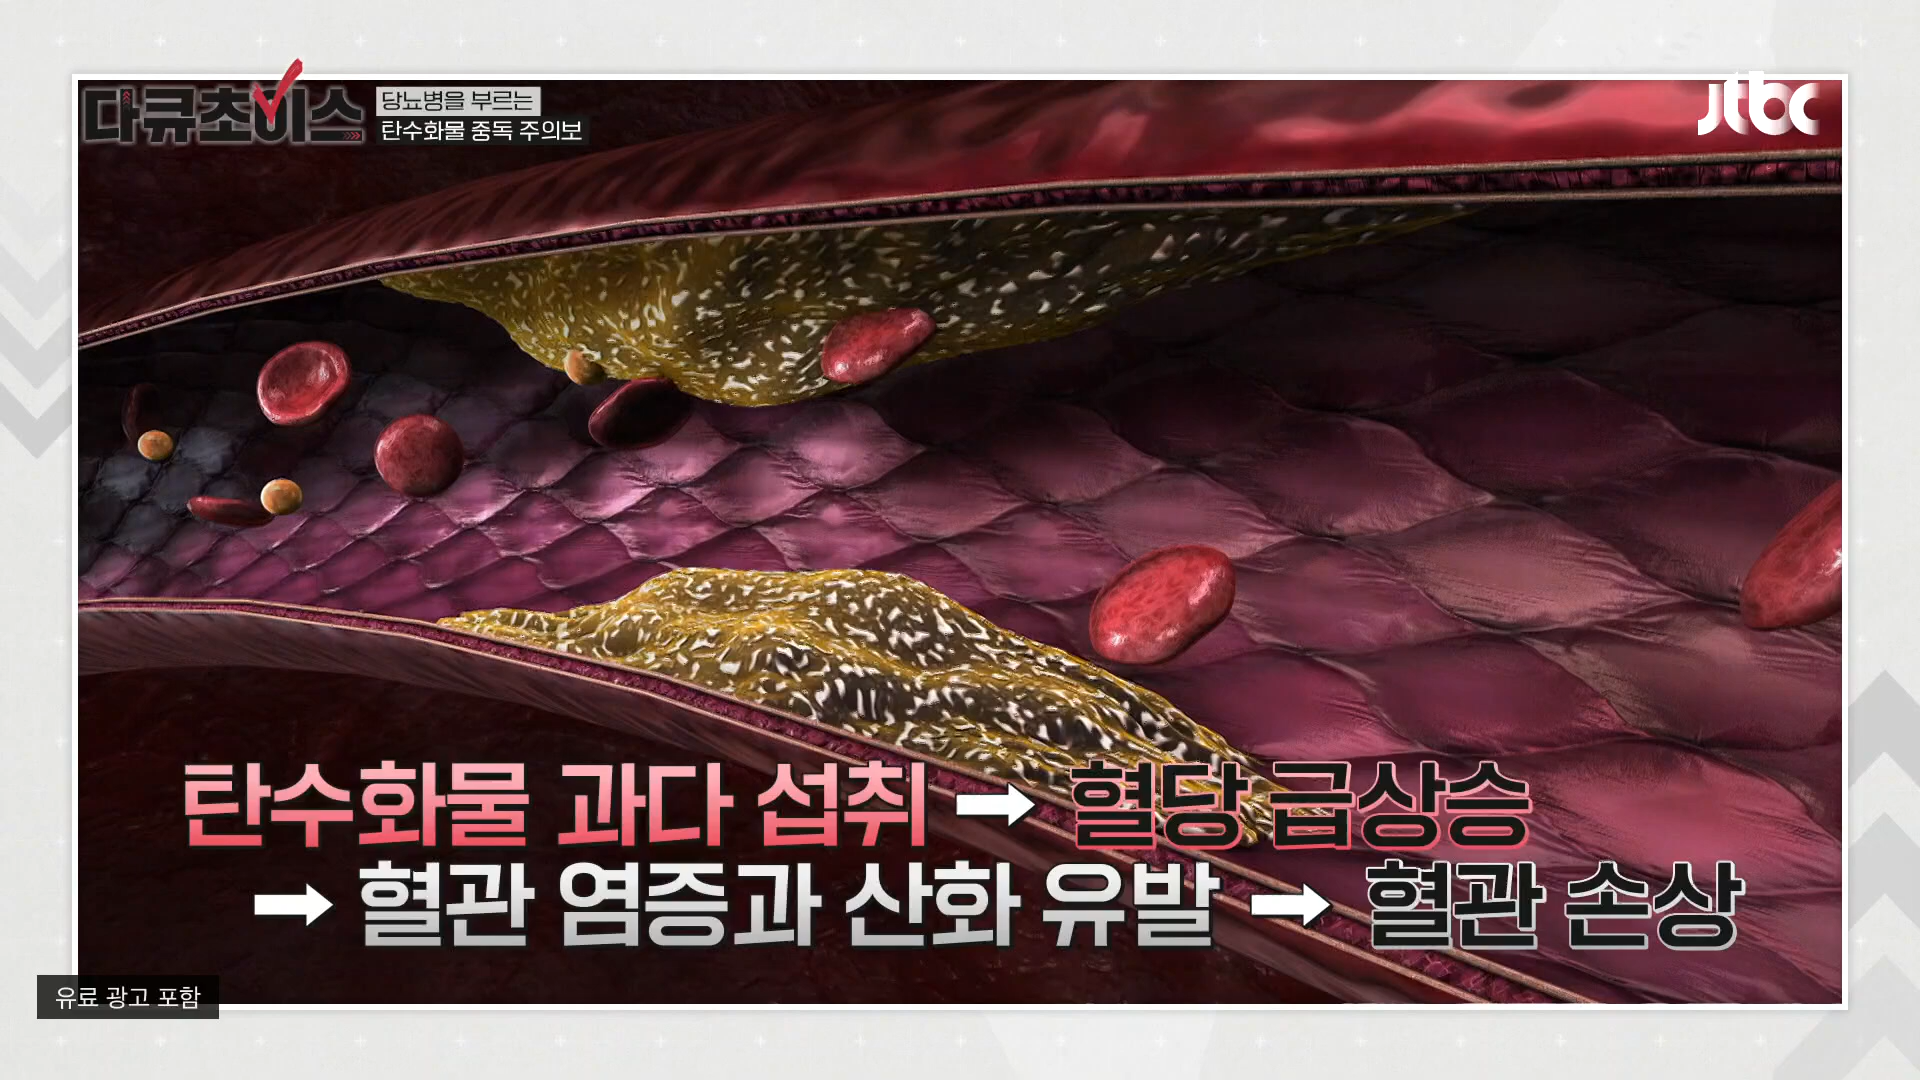 다큐초이스
당뇨병을 부르는
탄수화물 중독 주의보
jtbc
탄수화물 과다 섭취 ➡ 혈당 급상승
➡ 혈관 염증과 산화 유발 ➡ 혈관 손상
유료 광고 포함